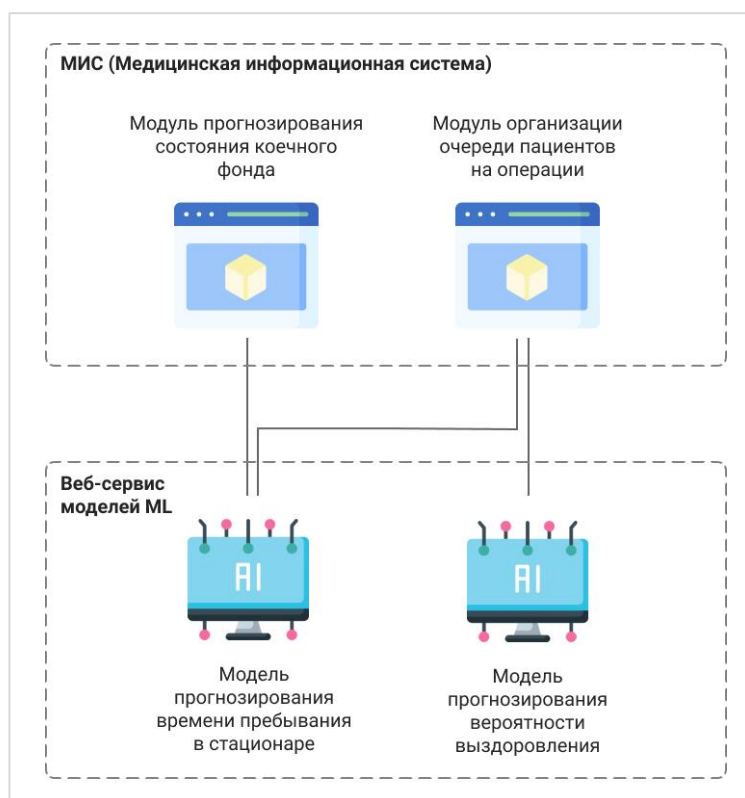 МИС (Медицинская информационная система)
Модуль прогнозирования
состояния коечного
фонда
Модуль организации
очереди пациентов
на операции
Веб-сервис
моделей ML
AI
AI
Модель
прогнозирования
времени пребывания
в стационаре
Модель
прогнозирования
вероятности
выздоровления